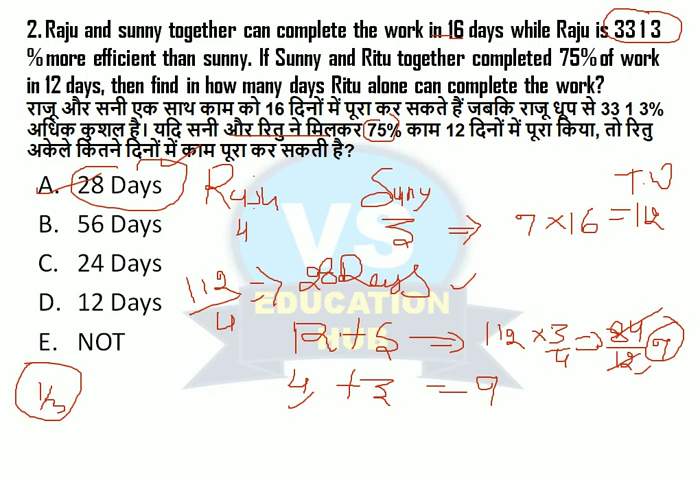 2. Raju and sunny together can complete the work in 16 days while Raju is 33 1 3
% more efficient than sunny. If Sunny and Ritu together completed 75% of work
in 12 days, then find in how many days Ritu alone can complete the work?
राजू और सनी एक साथ काम को 16 दिनों में पूरा कर सकते हैं जबकि राजू धूप से 33 1 3%
अधिक कुशल है। यदि सनी और रितु ने मिलकर 75% काम 12 दिनों में पूरा किया, तो रितु
अकेले कितने दिनों में काम पूरा कर सकती है?
A. 28 Days
B. 56 Days
C. 24 Days
D. 12 Days
E. NOT
VS
EDUCATION
HUB
Raju Suny T.W
4 3 ⇒ 7 × 16 = 112
112/4 ⇒ 28 Days
Ri + S ⇒ 112 × 3/4 ⇒ 84/12 7
4 + 3 = 7
1/3